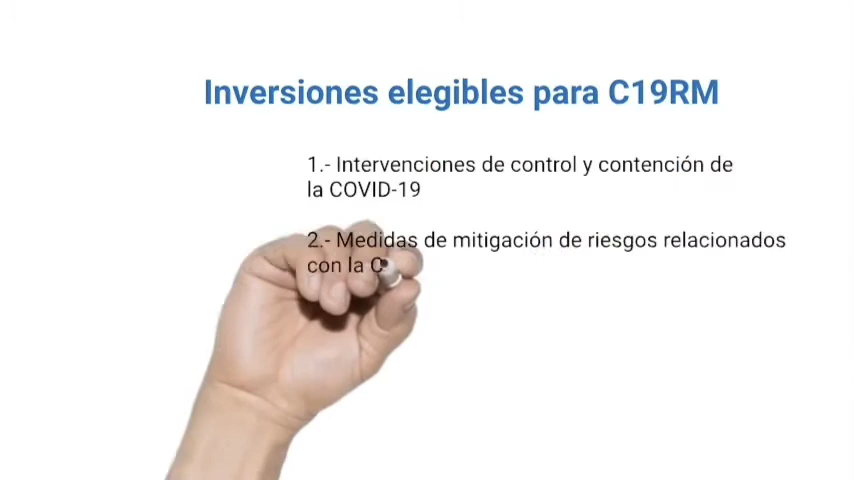 Inversiones elegibles para C19RM
1.- Intervenciones de control y contención de
la COVID-19
2.- Medidas de mitigación de riesgos relacionados
con la C